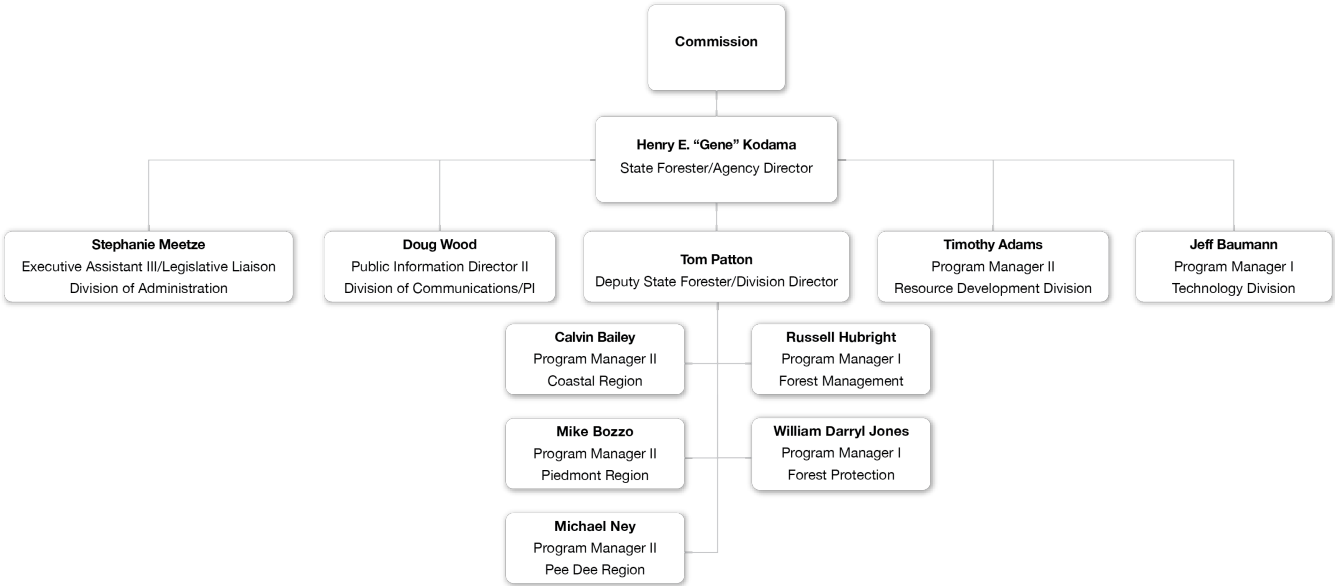 Commission
Henry E. “Gene” Kodama
State Forester/Agency Director
Stephanie Meetze
Executive Assistant III/Legislative Liaison
Division of Administration
Doug Wood
Public Information Director II
Division of Communications/PI
Tom Patton
Deputy State Forester/Division Director
Timothy Adams
Program Manager II
Resource Development Division
Jeff Baumann
Program Manager I
Technology Division
Calvin Bailey
Program Manager II
Coastal Region
Russell Hubright
Program Manager I
Forest Management
Mike Bozzo
Program Manager II
Piedmont Region
William Darryl Jones
Program Manager I
Forest Protection
Michael Ney
Program Manager II
Pee Dee Region